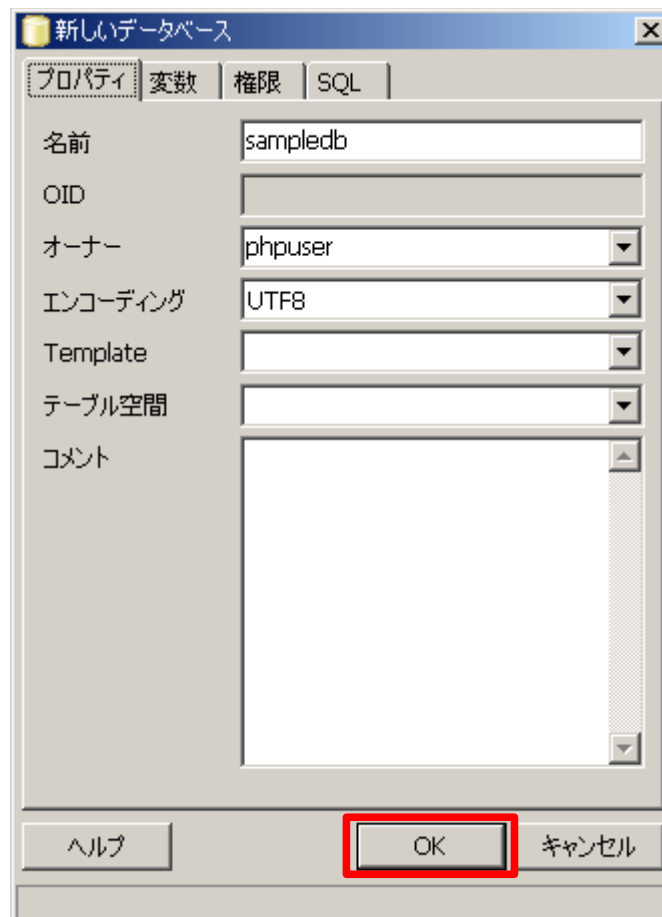 新しいデータベース
プロパティ 変数 権限 SQL
名前 sampledb
OID
オーナー phpuser
エンコーディング UTF8
Template
テーブル空間
コメント
ヘルプ OK キャンセル